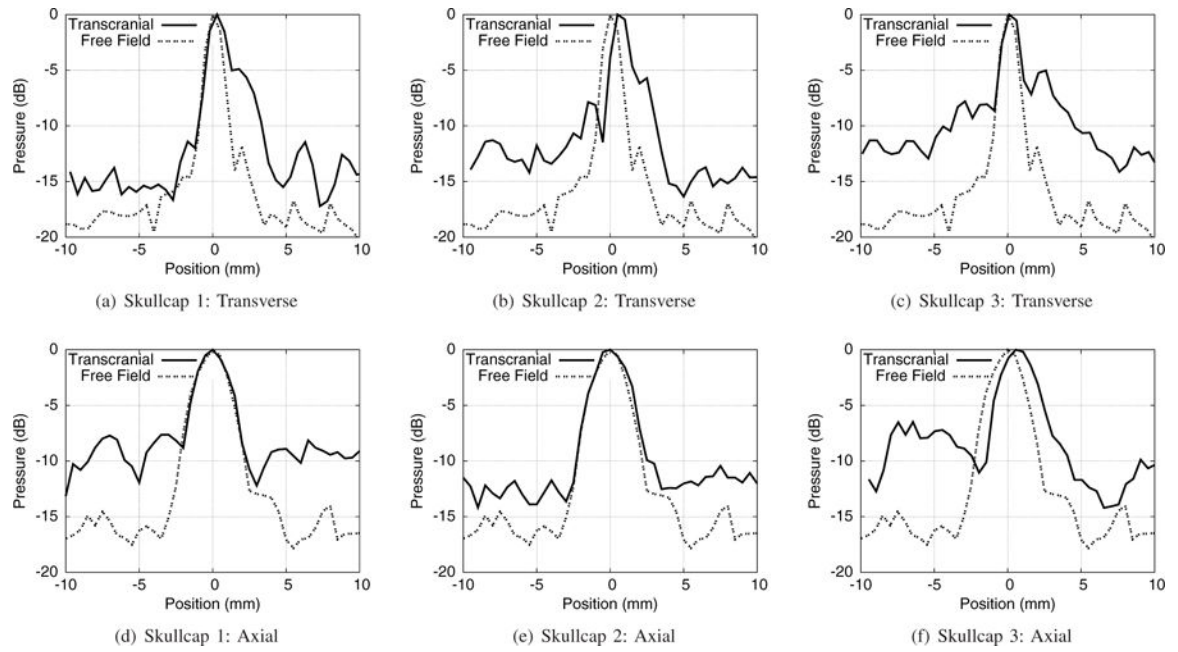 Transcranial
Free Field
Pressure (dB)
0
-5
-10
-15
-20
-10
-5
0
5
10
Position (mm)
(a) Skullcap 1: Transverse
Transcranial
Free Field
Pressure (dB)
0
-5
-10
-15
-20
-10
-5
0
5
10
Position (mm)
(b) Skullcap 2: Transverse
Transcranial
Free Field
Pressure (dB)
0
-5
-10
-15
-20
-10
-5
0
5
10
Position (mm)
(c) Skullcap 3: Transverse
Transcranial
Free Field
Pressure (dB)
0
-5
-10
-15
-20
-10
-5
0
5
10
Position (mm)
(d) Skullcap 1: Axial
Transcranial
Free Field
Pressure (dB)
0
-5
-10
-15
-20
-10
-5
0
5
10
Position (mm)
(e) Skullcap 2: Axial
Transcranial
Free Field
Pressure (dB)
0
-5
-10
-15
-20
-10
-5
0
5
10
Position (mm)
(f) Skullcap 3: Axial